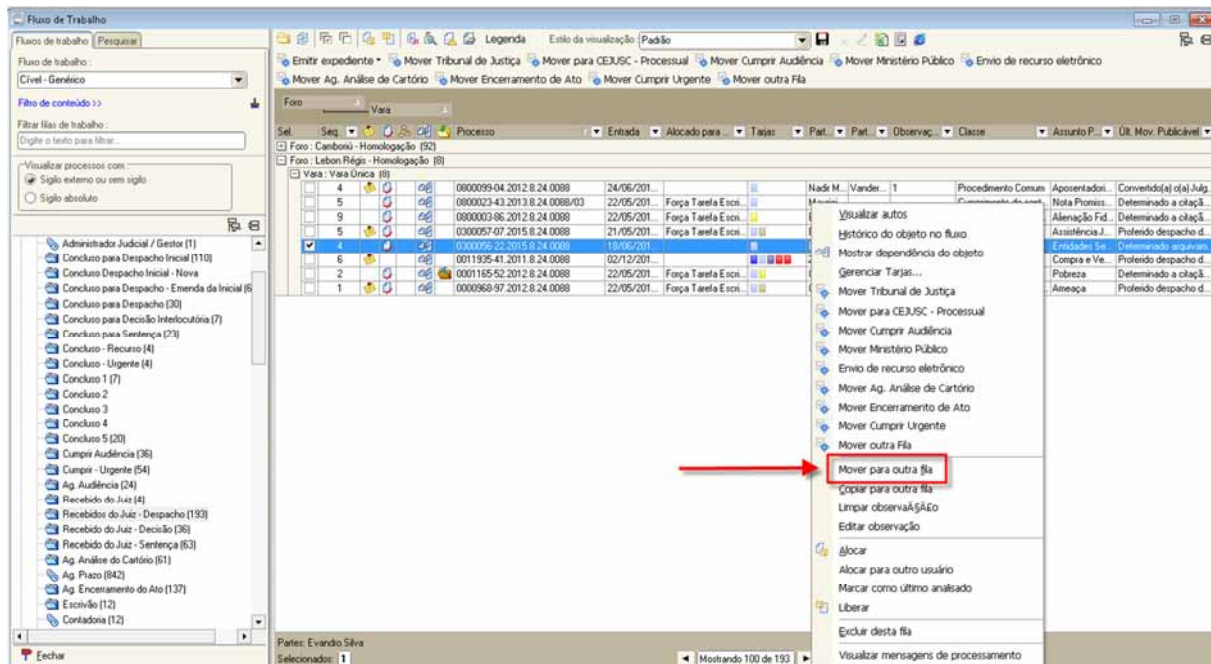 Fluxo de Trabalho
Fluxos de trabalho Pesquisar
Fluxo de trabalho :
Cível - Genérico
Filtro de conteúdo >>
Filtrar filas de trabalho :
Digite o texto para filtrar...
Visualizar processos com :
Sigilo externo ou sem sigilo
Sigilo absoluto
Administrador Judicial / Gestor (1)
Concluso para Despacho Inicial (110)
Concluso Despacho Inicial - Nova
Concluso para Despacho - Emenda da Inicial (6
Concluso para Despacho (30)
Concluso para Decisão Interlocutória (7)
Concluso para Sentença (23)
Concluso - Recurso (4)
Concluso - Urgente (4)
Concluso 1 (7)
Concluso 2
Concluso 3
Concluso 4
Concluso 5 (20)
Cumprir Audiência (36)
Cumprir - Urgente (54)
Ag. Audiência (24)
Recebido do Juiz (4)
Recebidos do Juiz - Despacho (193)
Recebido do Juiz - Decisão (36)
Recebido do Juiz - Sentença (63)
Ag. Análise do Cartório (61)
Ag. Prazo (842)
Ag. Encerramento do Ato (137)
Escrivão (12)
Contadoria (12)
Fechar
Legenda Estilo da visualização : Padrão
Emitir expediente Mover Tribunal de Justiça Mover para CEJUSC - Processual Mover Cumprir Audiência Mover Ministério Público Envio de recurso eletrônico
Mover Ag. Análise de Cartório Mover Encerramento de Ato Mover Cumprir Urgente Mover outra Fila
Foro
Vara
Sel. Seq. Processo Entrada Alocado para ... Tarjas Part... Part... Observaç... Classe Assunto P... Últ. Mov. Publicável
Foro : Camboriú - Homologação (92)
Foro : Lebon Régis - Homologação (8)
Vara : Vara Única (8)
4 0800099-04.2012.8.24.0088 24/06/201... Nadir M... Vander... 1 Procedimento Comum Aposentadori... Convertido(a) o(a) Julg...
5 0800023-43.2013.8.24.0088/03 22/05/201... Força Tarefa Escri... Nota Promiss... Determinado a citaçã...
9 0800003-86.2012.8.24.0088 22/05/201... Força Tarefa Escri... Alienação Fid... Determinado a citaçã...
5 0300057-07.2015.8.24.0088 21/05/201... Força Tarefa Escri... Assistência J... Proferido despacho d...
4 0300056-22.2015.8.24.0088 18/06/201... Entidades Se... Determinado arquivam...
6 0011935-41.2011.8.24.0088 02/12/201... Compra e Ve... Proferido despacho d...
2 0001165-52.2012.8.24.0088 22/05/201... Força Tarefa Escri... Pobreza Determinado a citaçã...
1 0000968-97.2012.8.24.0088 22/05/201... Força Tarefa Escri... Ameaça Proferido despacho d...
Visualizar autos
Histórico do objeto no fluxo
Mostrar dependência do objeto
Gerenciar Tarjas...
Mover Tribunal de Justiça
Mover para CEJUSC - Processual
Mover Cumprir Audiência
Mover Ministério Público
Envio de recurso eletrônico
Mover Ag. Análise de Cartório
Mover Encerramento de Ato
Mover Cumprir Urgente
Mover outra Fila
Mover para outra fila
Copiar para outra fila
Limpar observaÃ§Ã£o
Editar observação
Alocar
Alocar para outro usuário
Marcar como último analisado
Liberar
Excluir desta fila
Visualizar mensagens de processamento
Partes: Evandro Silva
Selecionados: 1
Mostrando 100 de 193